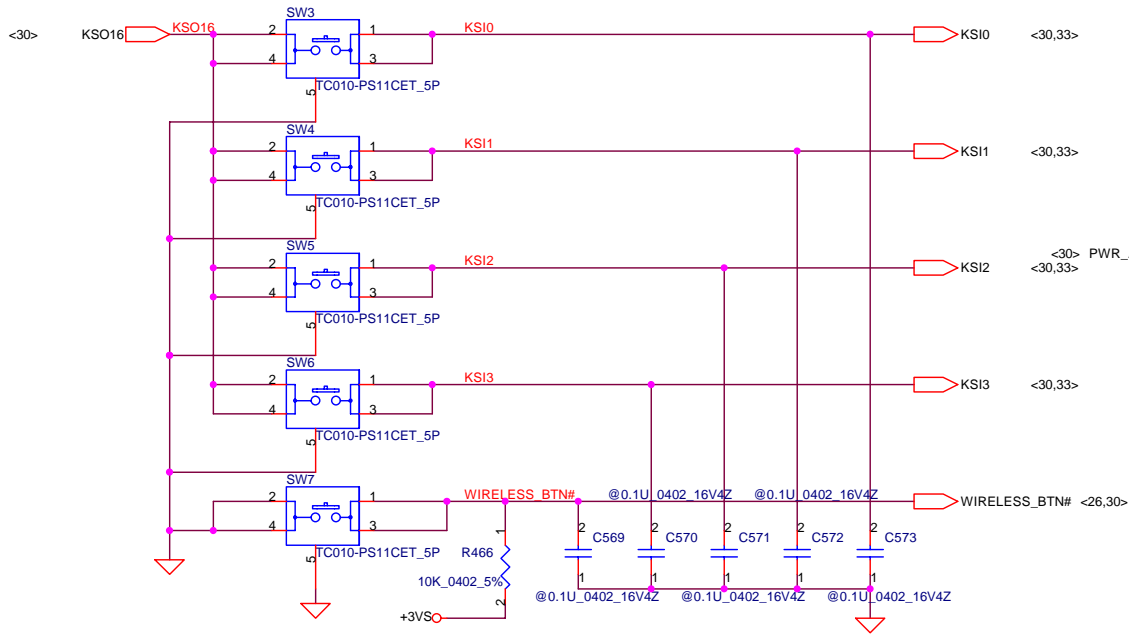 SW3
<30> KSO16 KSO16 2 1 KSI0 KSI0 <30,33>
4 3
5 TC010-PS11CET_5P
SW4
2 1 KSI1 KSI1 <30,33>
4 3
5 TC010-PS11CET_5P
SW5
<30> PWR_
2 1 KSI2 KSI2 <30,33>
4 3
5 TC010-PS11CET_5P
SW6
2 1 KSI3 KSI3 <30,33>
4 3
5 TC010-PS11CET_5P
SW7
2 1 WIRELESS_BTN# @0.1U_0402_16V4Z @0.1U_0402_16V4Z WIRELESS_BTN# <26,30>
4 3
1 2 C569 2 C570 2 C571 2 C572 2 C573
5 TC010-PS11CET_5P R466
10K_0402_5% 1 1 1 1 1
2 @0.1U_0402_16V4Z @0.1U_0402_16V4Z @0.1U_0402_16V4Z
+3VS